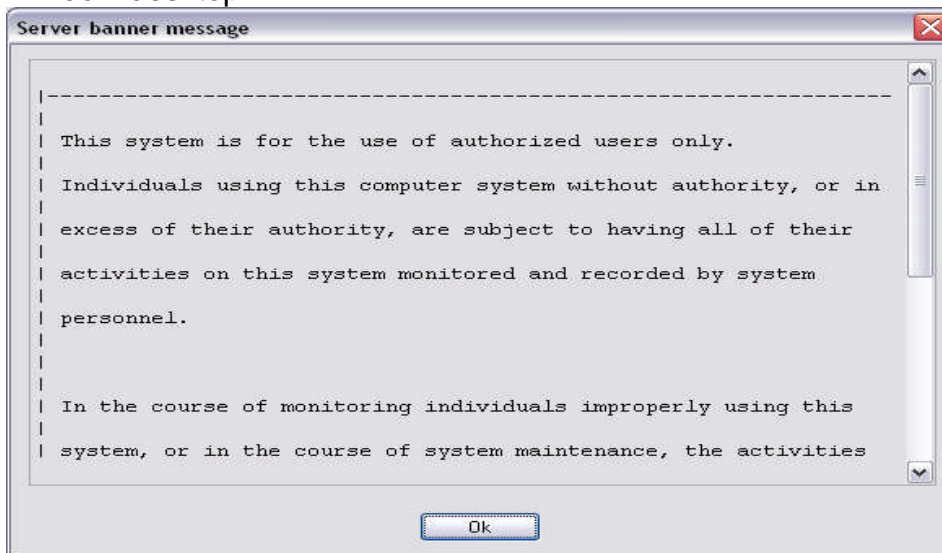 Server banner message
|-----------------------------------------------------------------
|
| This system is for the use of authorized users only.
|
| Individuals using this computer system without authority, or in
|
| excess of their authority, are subject to having all of their
|
| activities on this system monitored and recorded by system
|
| personnel.
|
|
|
| In the course of monitoring individuals improperly using this
|
| system, or in the course of system maintenance, the activities
Ok